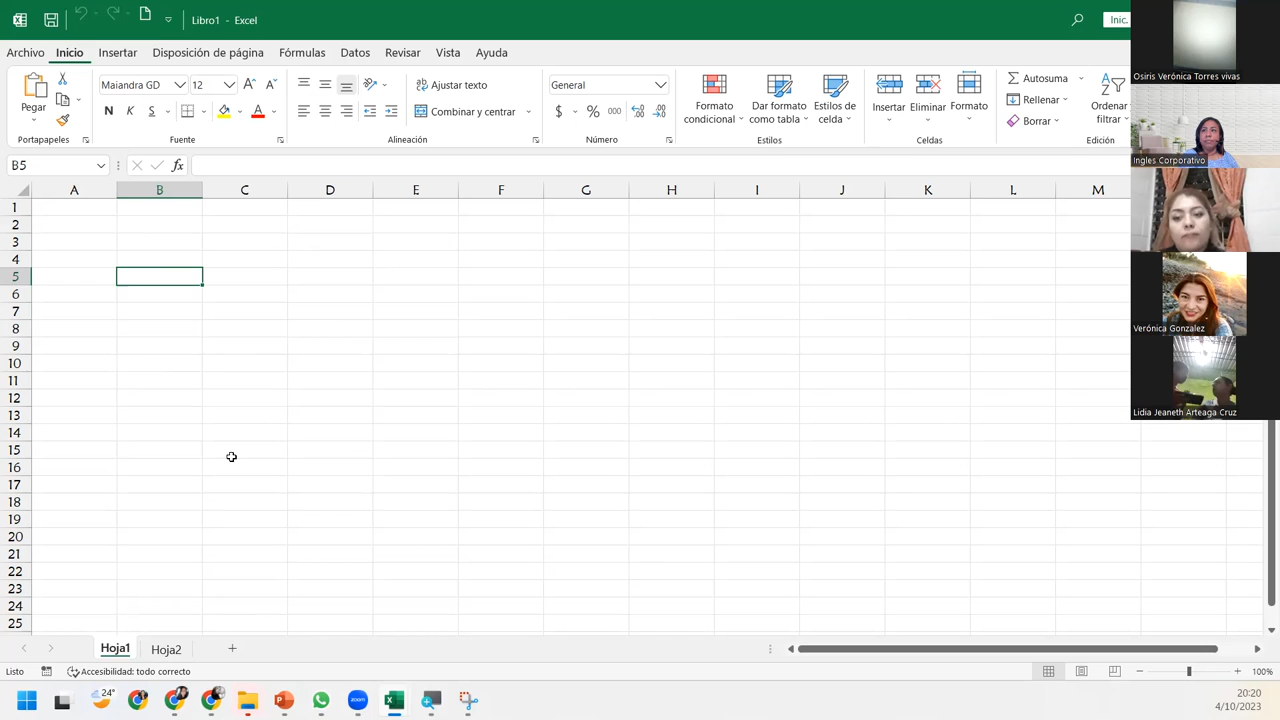 Libro1 - Excel
Inic.
Archivo Inicio Insertar Disposición de página Fórmulas Datos Revisar Vista Ayuda
Pegar
Portapapeles
Maiandra GD 12
N K S
Fuente
Ajustar texto
Combinar y centrar
Alineación
General
$ % 000
Número
Formato condicional
Dar formato como tabla
Estilos de celda
Estilos
Insertar
Eliminar
Formato
Celdas
Autosuma
Rellenar
Borrar
Ordenar
filtrar
Edición
B5
fx
A B C D E F G H I J K L M
1
2
3
4
5
6
7
8
9
10
11
12
13
14
15
16
17
18
19
20
21
22
23
24
25
Osiris Verónica Torres vivas
Ingles Corporativo
Verónica Gonzalez
Lidia Jeaneth Arteaga Cruz
Hoja1 Hoja2
Listo
Accesibilidad: todo correcto
100%
24°
zoom
20:20
4/10/2023